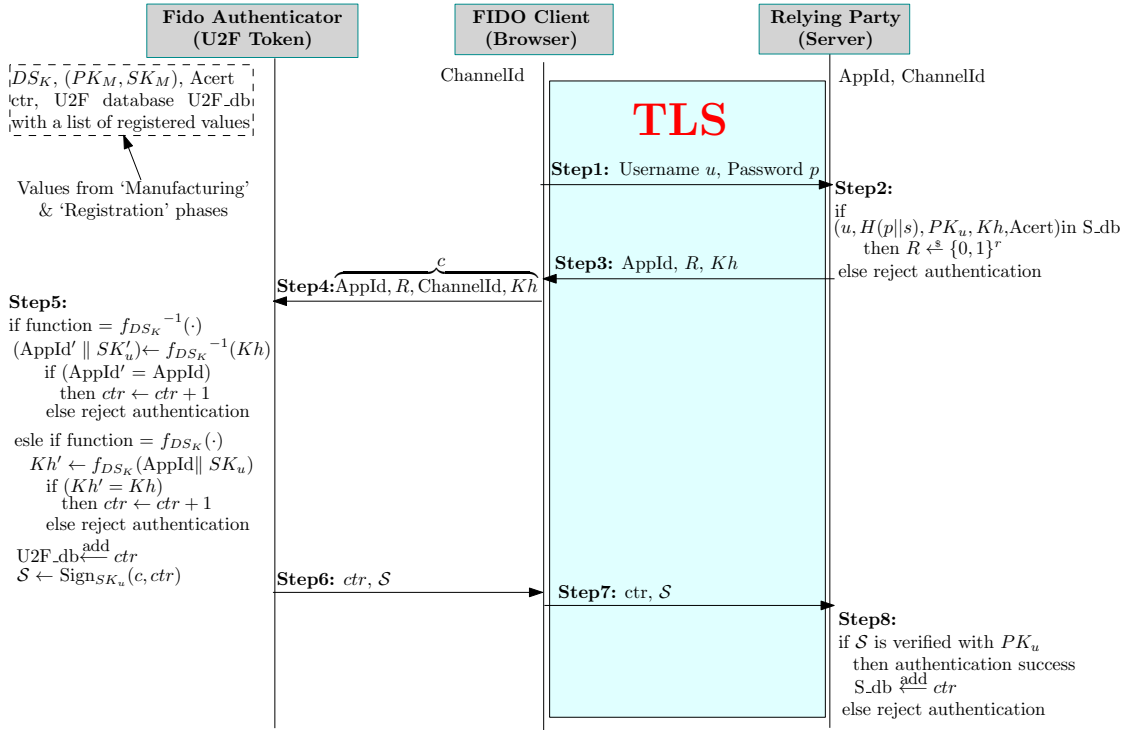 Fido Authenticator
(U2F Token)
FIDO Client
(Browser)
Relying Party
(Server)
DS_K, (PK_M, SK_M), Acert
ctr, U2F database U2F_db
with a list of registered values
Values from ‘Manufacturing’
& ‘Registration’ phases
ChannelId
AppId, ChannelId
TLS
Step1: Username u, Password p
Step2:
if
(u, H(p||s), PK_u, Kh,Acert)in S_db
then R ←$ {0, 1}^r
else reject authentication
Step3: AppId, R, Kh
c
Step4:AppId, R, ChannelId, Kh
Step5:
if function = f_{DS_K}^{-1}(·)
(AppId′ ∥ SK′_u)← f_{DS_K}^{-1}(Kh)
if (AppId′ = AppId)
then ctr ← ctr + 1
else reject authentication
esle if function = f_{DS_K}(·)
Kh′ ← f_{DS_K}(AppId∥ SK_u)
if (Kh′ = Kh)
then ctr ← ctr + 1
else reject authentication
U2F_db ⟵add ctr
S ← Sign_{SK_u}(c, ctr)
Step6: ctr, S
Step7: ctr, S
Step8:
if S is verified with PK_u
then authentication success
S_db ⟵add ctr
else reject authentication